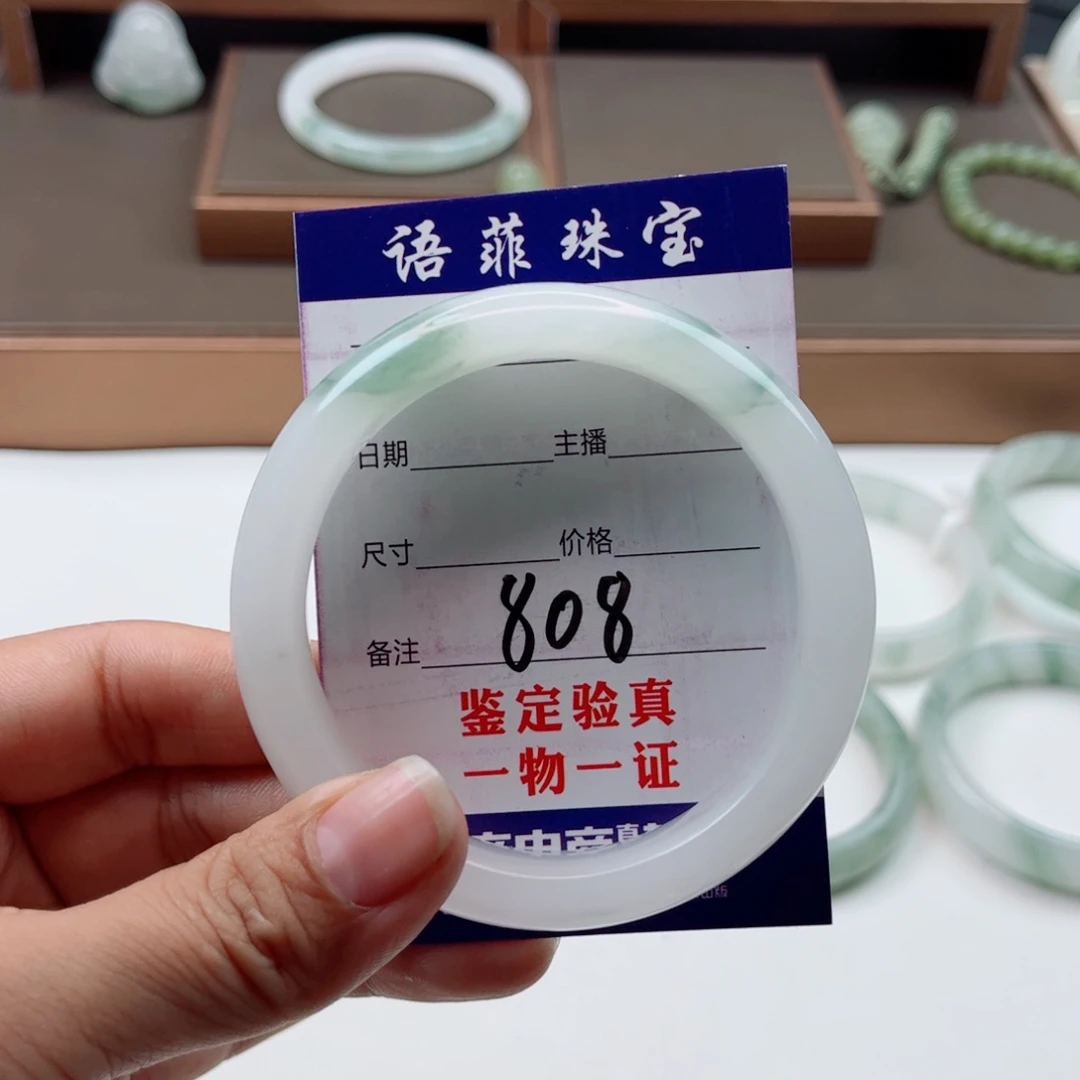 语菲珠宝
日期 主播
尺寸 价格
808
备注
鉴定验真
一物一证